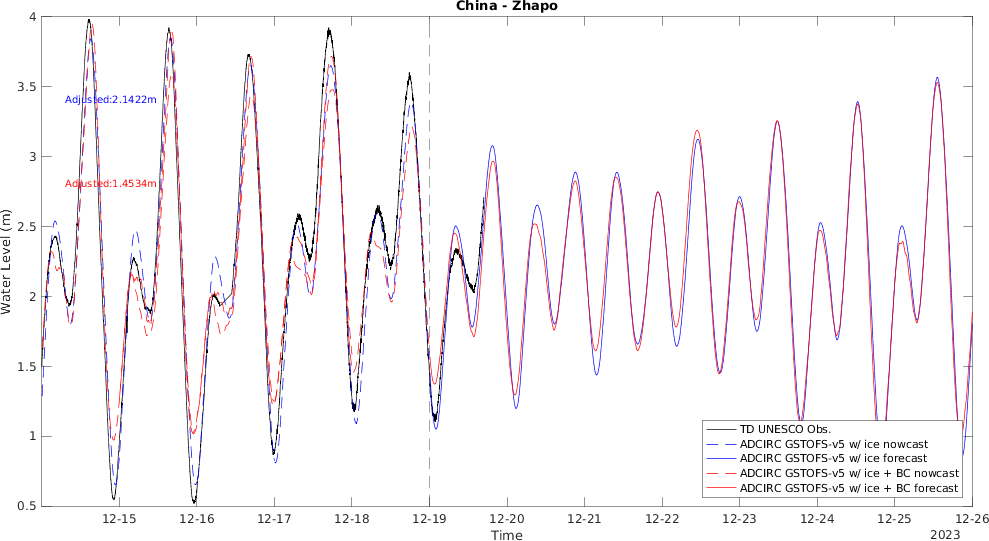 China - Zhapo
4
3.5
3
2.5
2
1.5
1
0.5
Water Level (m)
Adjusted:2.1422m
Adjusted:1.4534m
TD UNESCO Obs.
ADCIRC GSTOFS-v5 w/ ice nowcast
ADCIRC GSTOFS-v5 w/ ice forecast
ADCIRC GSTOFS-v5 w/ ice + BC nowcast
ADCIRC GSTOFS-v5 w/ ice + BC forecast
12-15 12-16 12-17 12-18 12-19 12-20 12-21 12-22 12-23 12-24 12-25 12-26
Time
2023